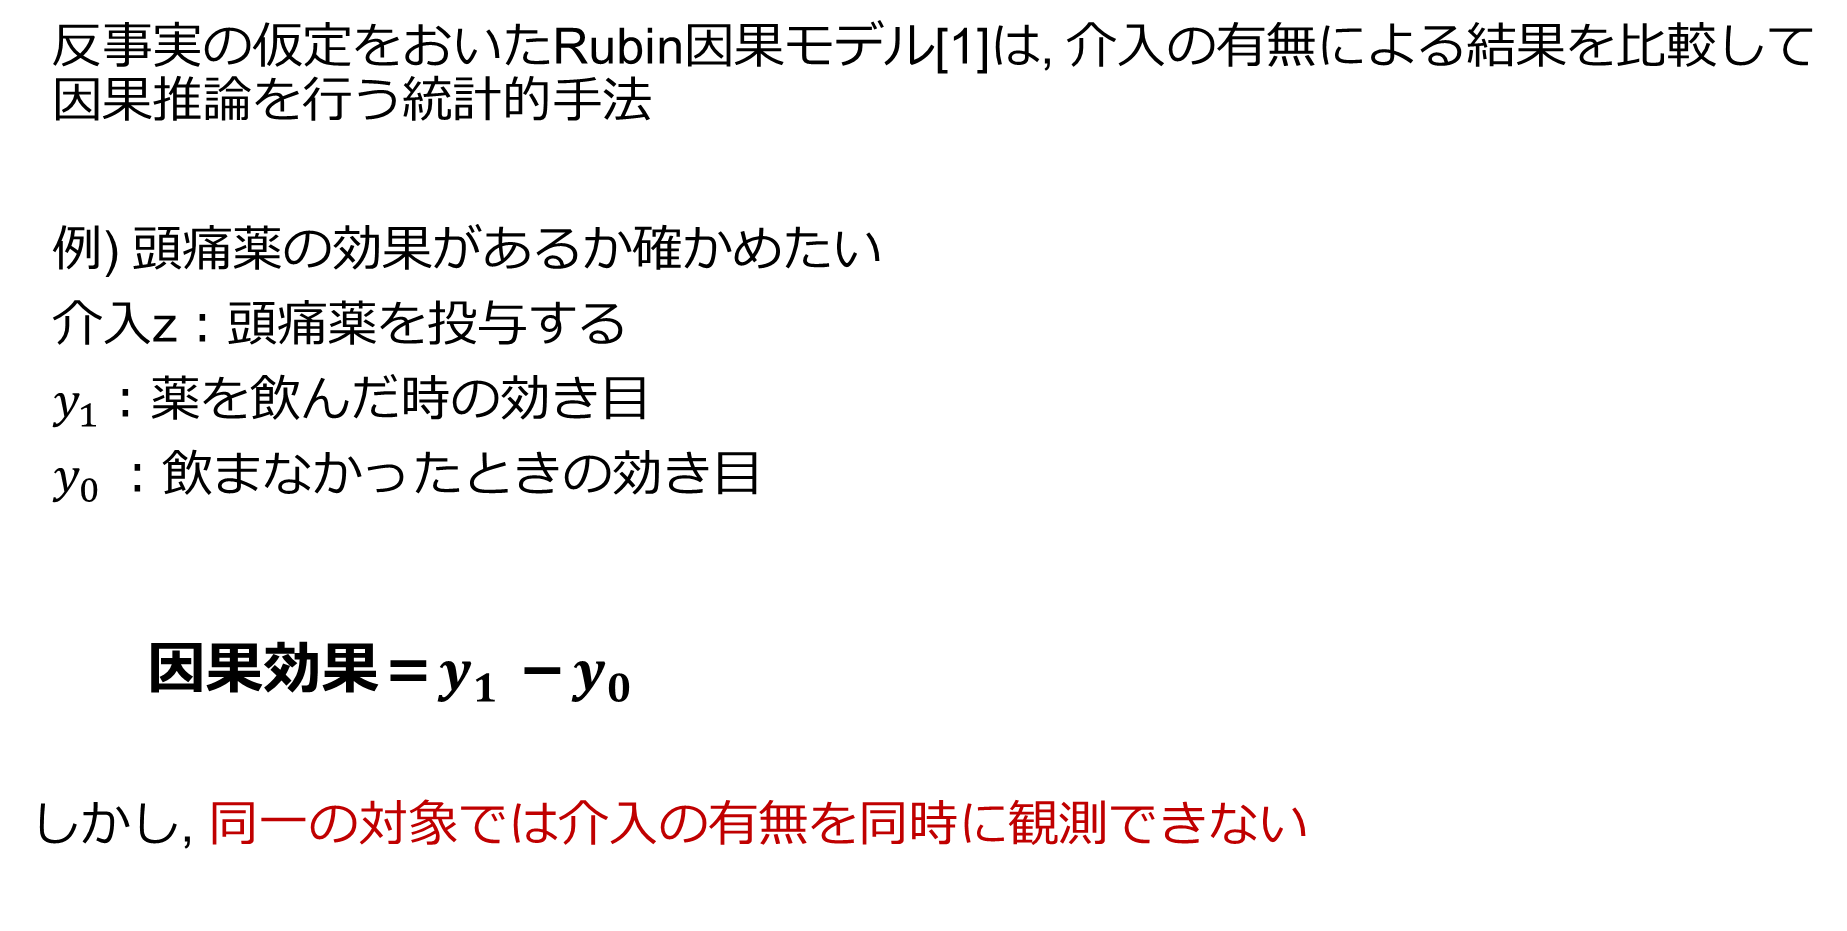 反事実の仮定をおいたRubin因果モデル[1]は, 介入の有無による結果を比較して
因果推論を行う統計的手法
例) 頭痛薬の効果があるか確かめたい
介入z：頭痛薬を投与する
y₁：薬を飲んだ時の効き目
y₀ ：飲まなかったときの効き目
因果効果＝y₁ －y₀
しかし, 同一の対象では介入の有無を同時に観測できない